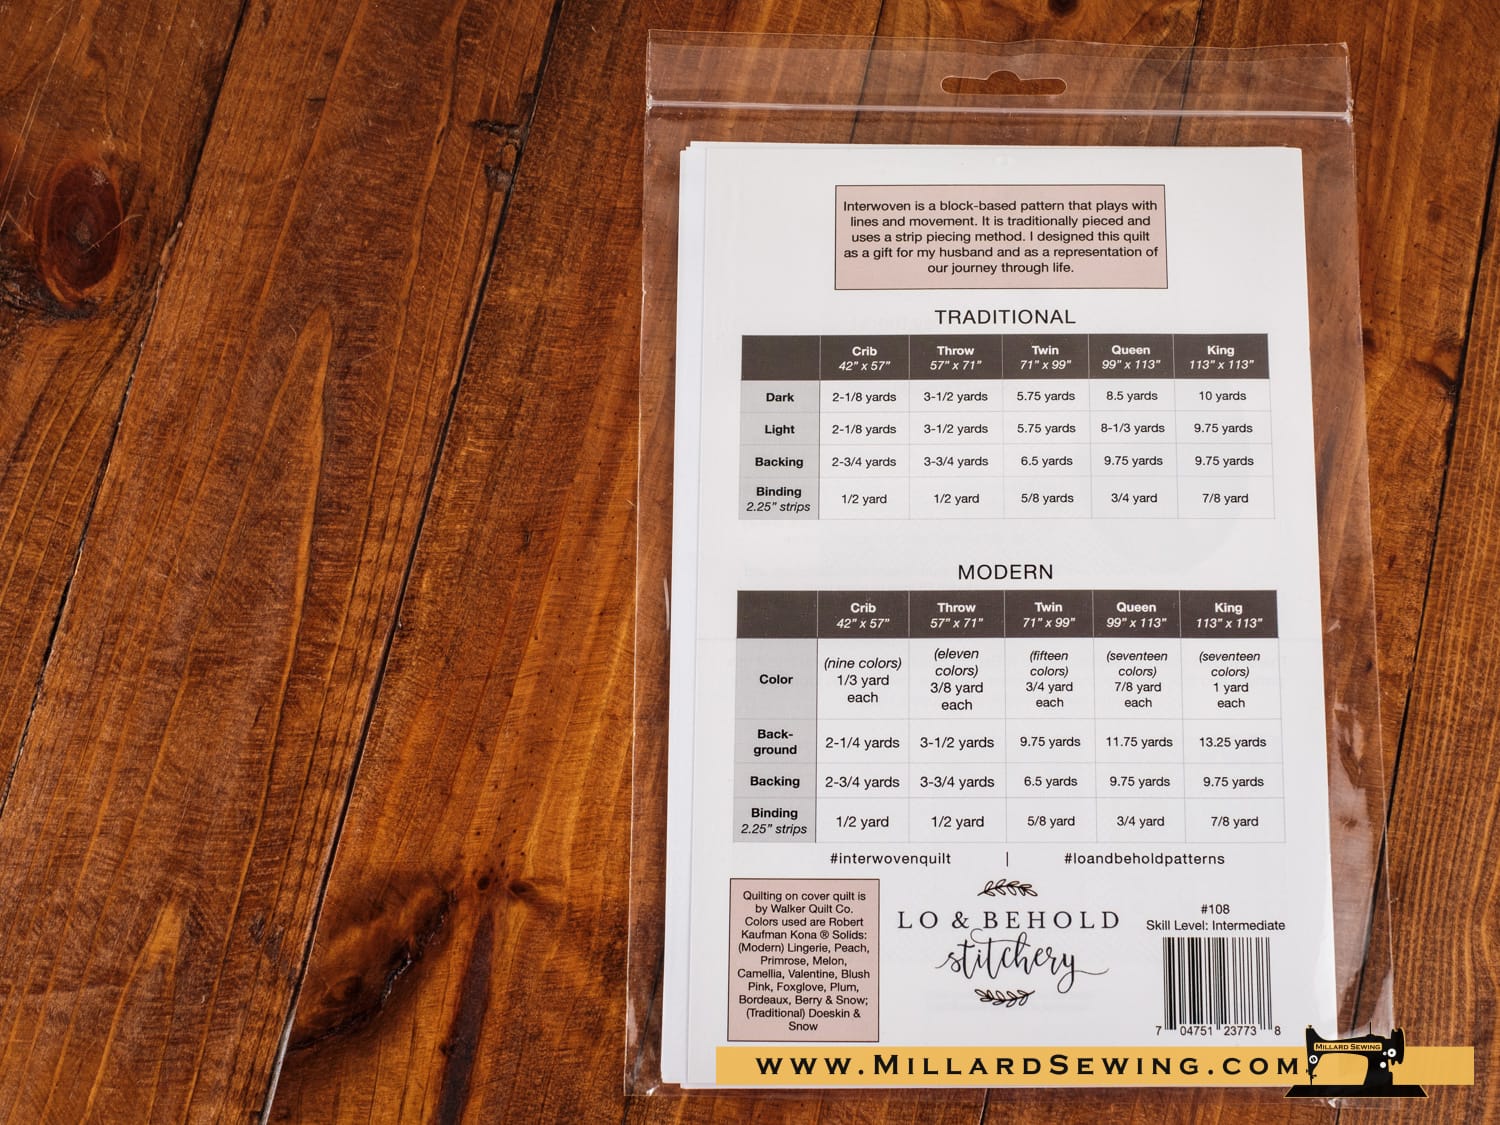 Interwoven is a block-based pattern that plays with
lines and movement. It is traditionally pieced and
uses a strip piecing method. I designed this quilt
as a gift for my husband and as a representation of
our journey through life.
TRADITIONAL
Crib Throw Twin Queen King
42” x 57” 57” x 71” 71” x 99” 99” x 113” 113” x 113”
Dark 2-1/8 yards 3-1/2 yards 5.75 yards 8.5 yards 10 yards
Light 2-1/8 yards 3-1/2 yards 5.75 yards 8-1/3 yards 9.75 yards
Backing 2-3/4 yards 3-3/4 yards 6.5 yards 9.75 yards 9.75 yards
Binding
2.25” strips 1/2 yard 1/2 yard 5/8 yards 3/4 yard 7/8 yard
MODERN
Crib Throw Twin Queen King
42” x 57” 57” x 71” 71” x 99” 99” x 113” 113” x 113”
Color
(nine colors)
1/3 yard
each
(eleven
colors)
3/8 yard
each
(fifteen
colors)
3/4 yard
each
(seventeen
colors)
7/8 yard
each
(seventeen
colors)
1 yard
each
Back-
ground 2-1/4 yards 3-1/2 yards 9.75 yards 11.75 yards 13.25 yards
Backing 2-3/4 yards 3-3/4 yards 6.5 yards 9.75 yards 9.75 yards
Binding
2.25” strips 1/2 yard 1/2 yard 5/8 yard 3/4 yard 7/8 yard
#interwovenquilt | #loandbeholdpatterns
Quilting on cover quilt is
by Walker Quilt Co.
Colors used are Robert
Kaufman Kona ® Solids:
(Modern) Lingerie, Peach,
Primrose, Melon,
Camellia, Valentine, Blush
Pink, Foxglove, Plum,
Bordeaux, Berry & Snow;
(Traditional) Doeskin &
Snow
LO & BEHOLD
stitchery
#108
Skill Level: Intermediate
7 04751 23773 8
www.MillardSewing.com
Millard Sewing